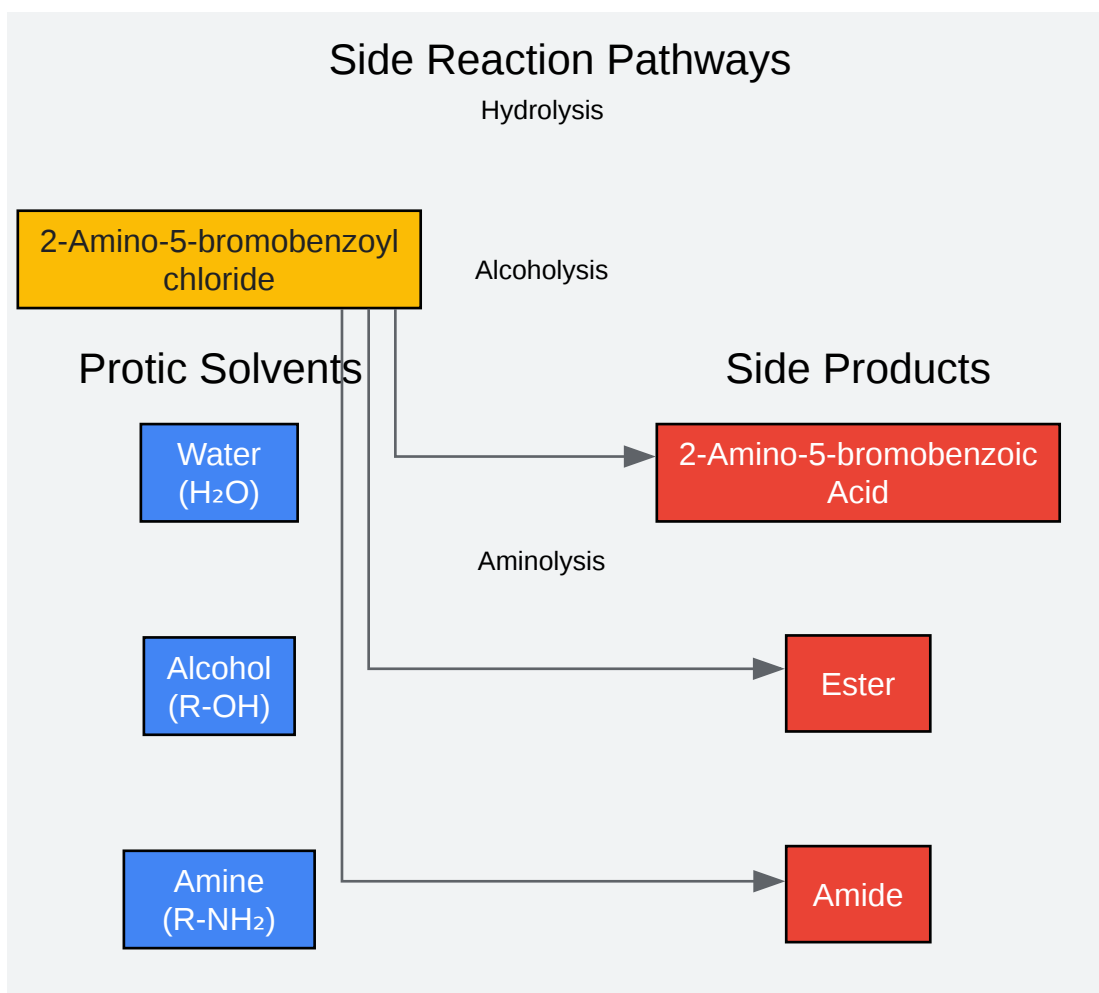 Side Reaction Pathways
Hydrolysis
2-Amino-5-bromobenzoyl
chloride
Alcoholysis
Protic Solvents
Side Products
Water
(H₂O)
2-Amino-5-bromobenzoic
Acid
Aminolysis
Alcohol
(R-OH)
Ester
Amine
(R-NH₂)
Amide